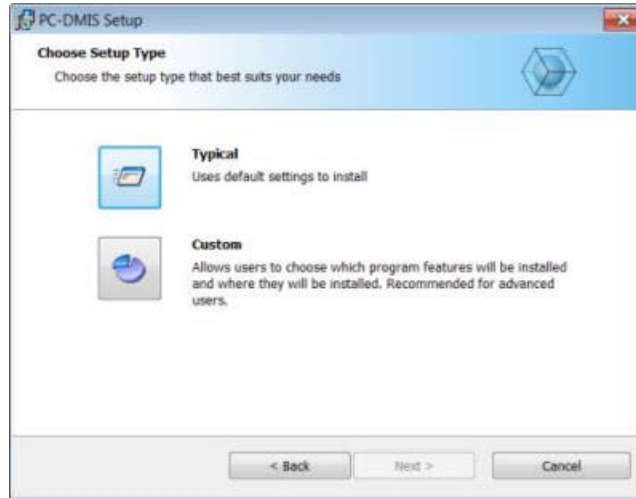 PC-DMIS Setup
Choose Setup Type
Choose the setup type that best suits your needs
Typical
Uses default settings to install
Custom
Allows users to choose which program features will be installed
and where they will be installed. Recommended for advanced
users.
< Back
Next >
Cancel